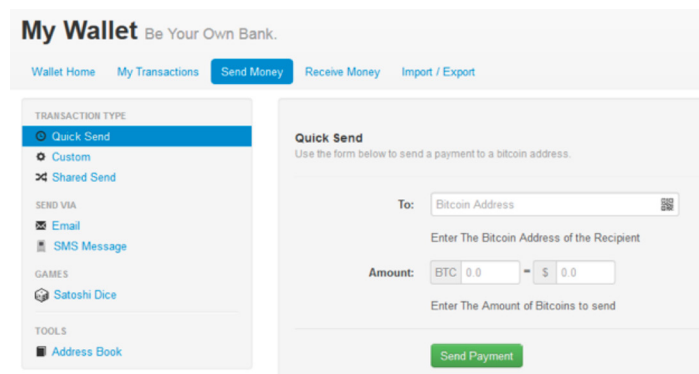 My Wallet Be Your Own Bank.
Wallet Home My Transactions Send Money Receive Money Import / Export
TRANSACTION TYPE
Quick Send
Custom
Shared Send
SEND VIA
Email
SMS Message
GAMES
Satoshi Dice
TOOLS
Address Book
Quick Send
Use the form below to send a payment to a bitcoin address.
To: Bitcoin Address
Enter The Bitcoin Address of the Recipient
Amount: BTC 0.0 = $ 0.0
Enter The Amount of Bitcoins to send
Send Payment